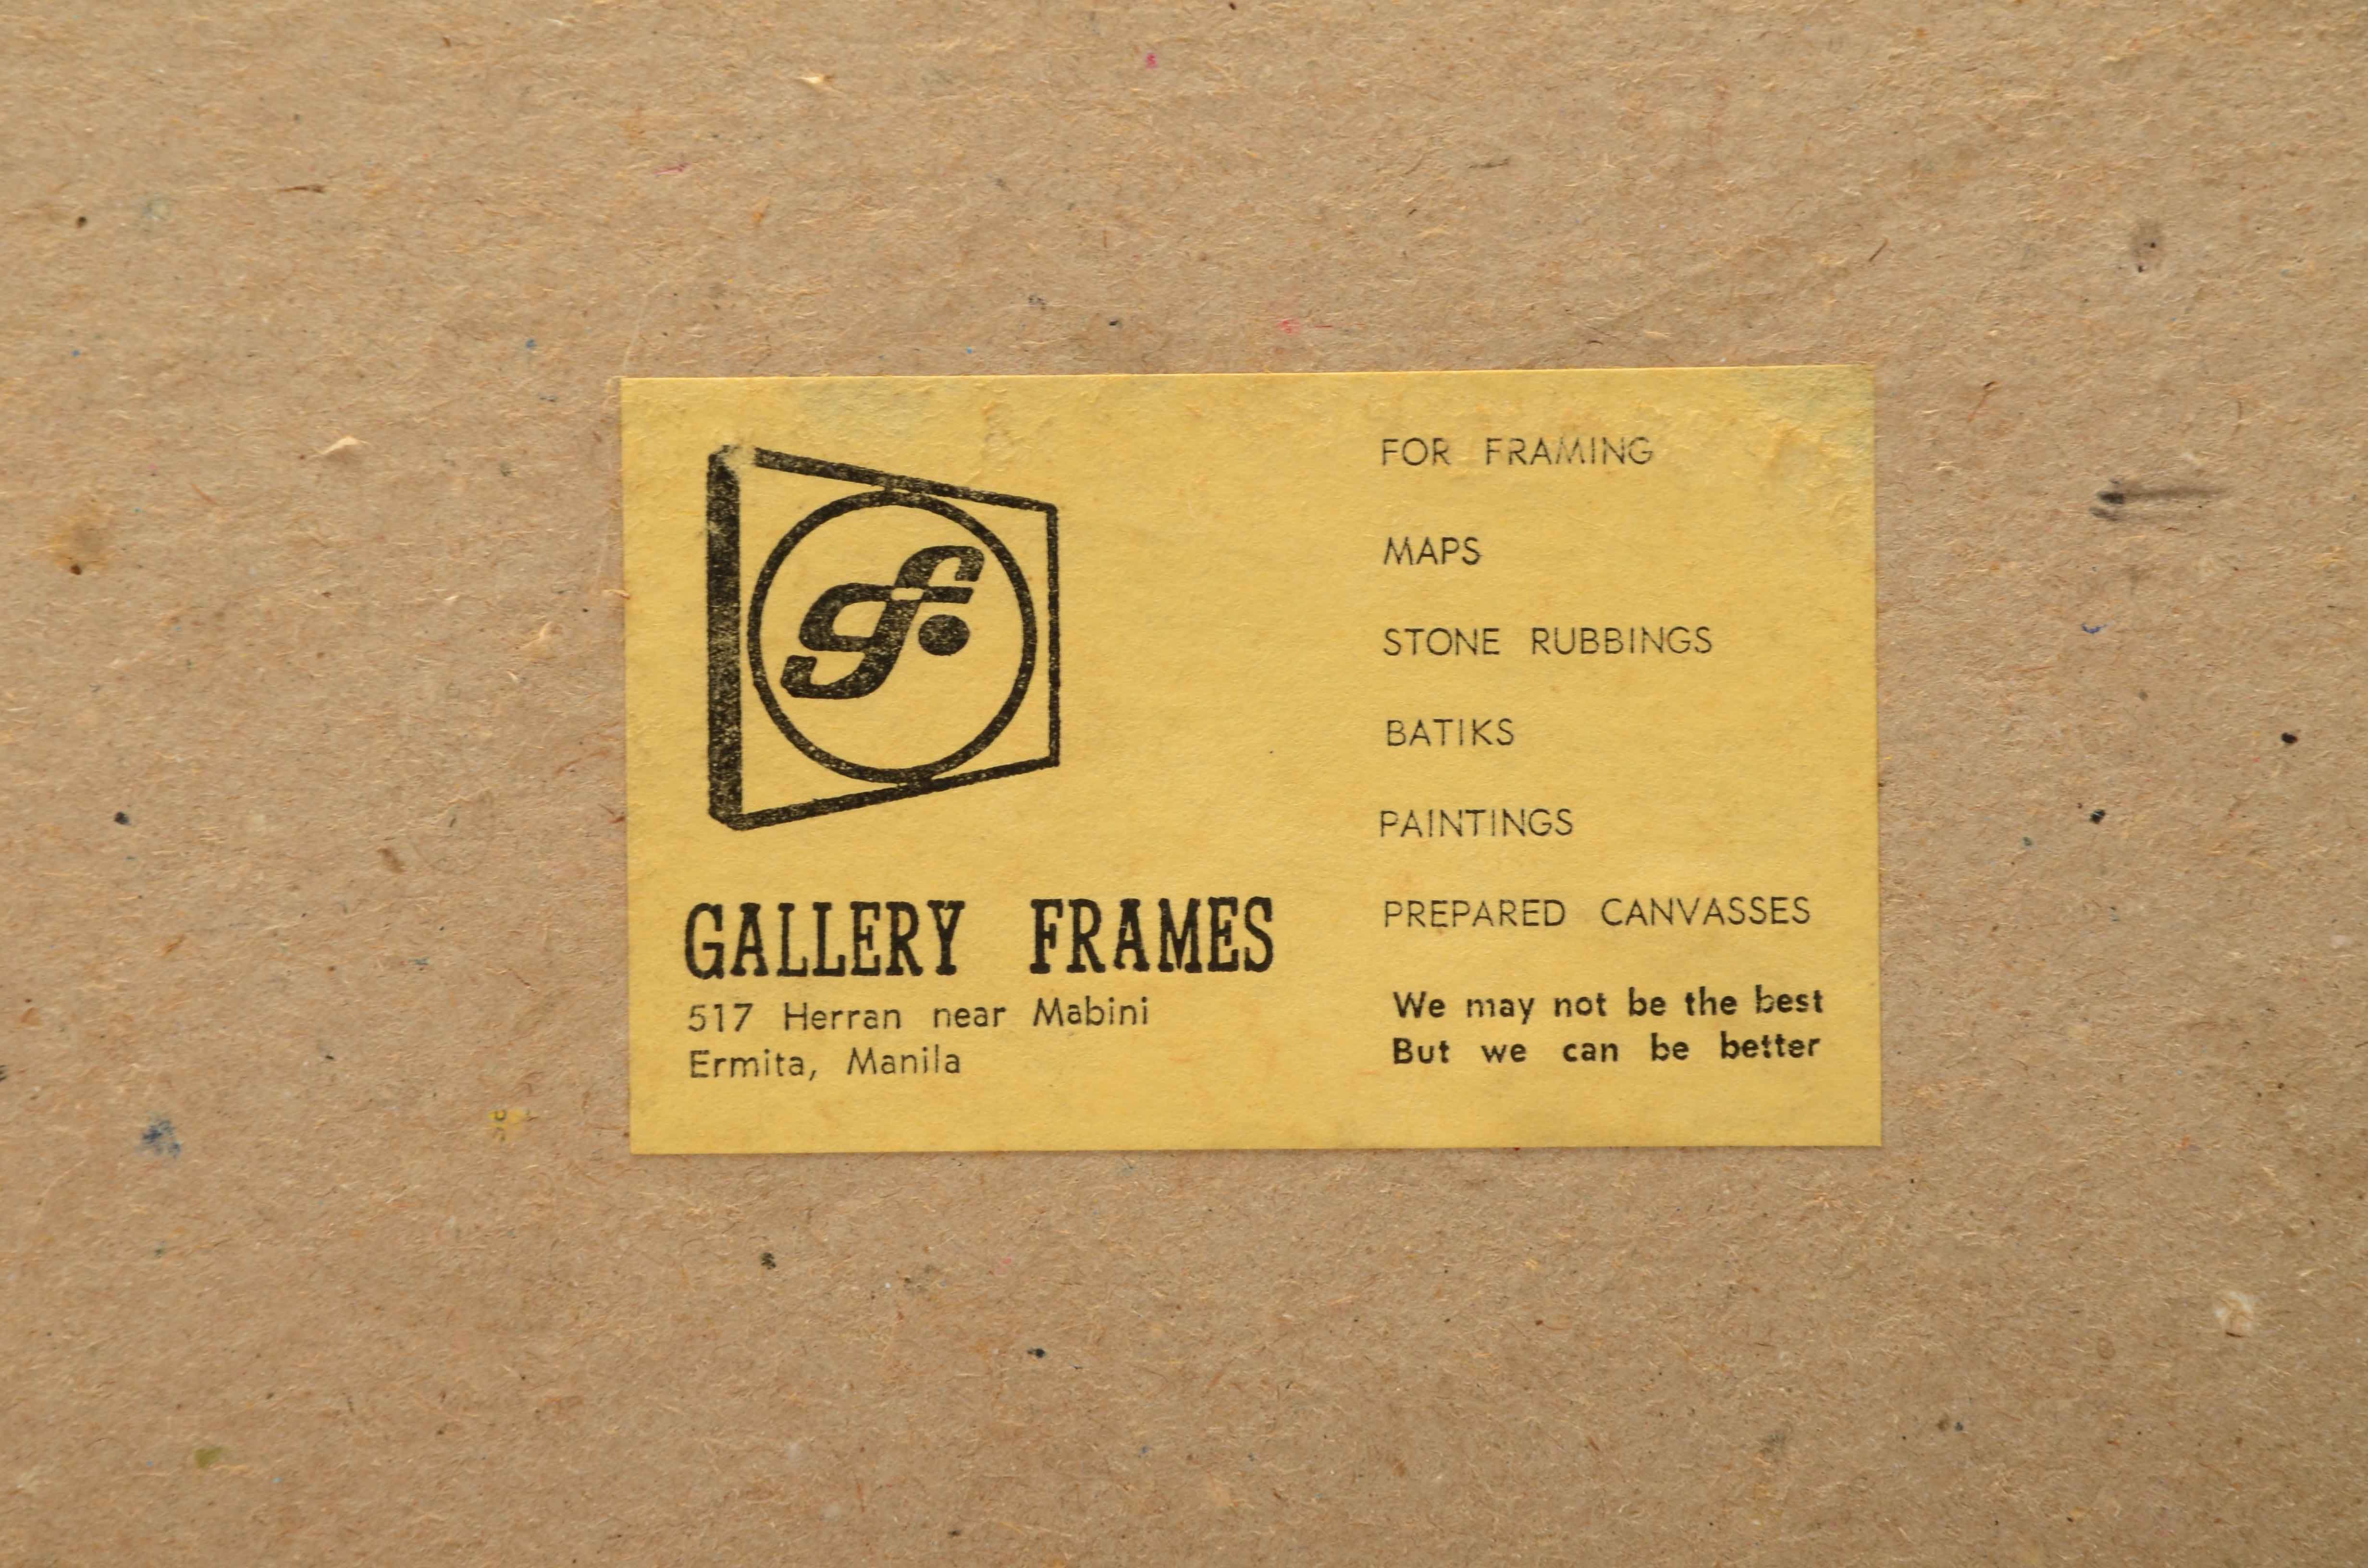 gf
GALLERY FRAMES
517 Herran near Mabini
Ermita, Manila
FOR FRAMING
MAPS
STONE RUBBINGS
BATIKS
PAINTINGS
PREPARED CANVASSES
We may not be the best
But we can be better